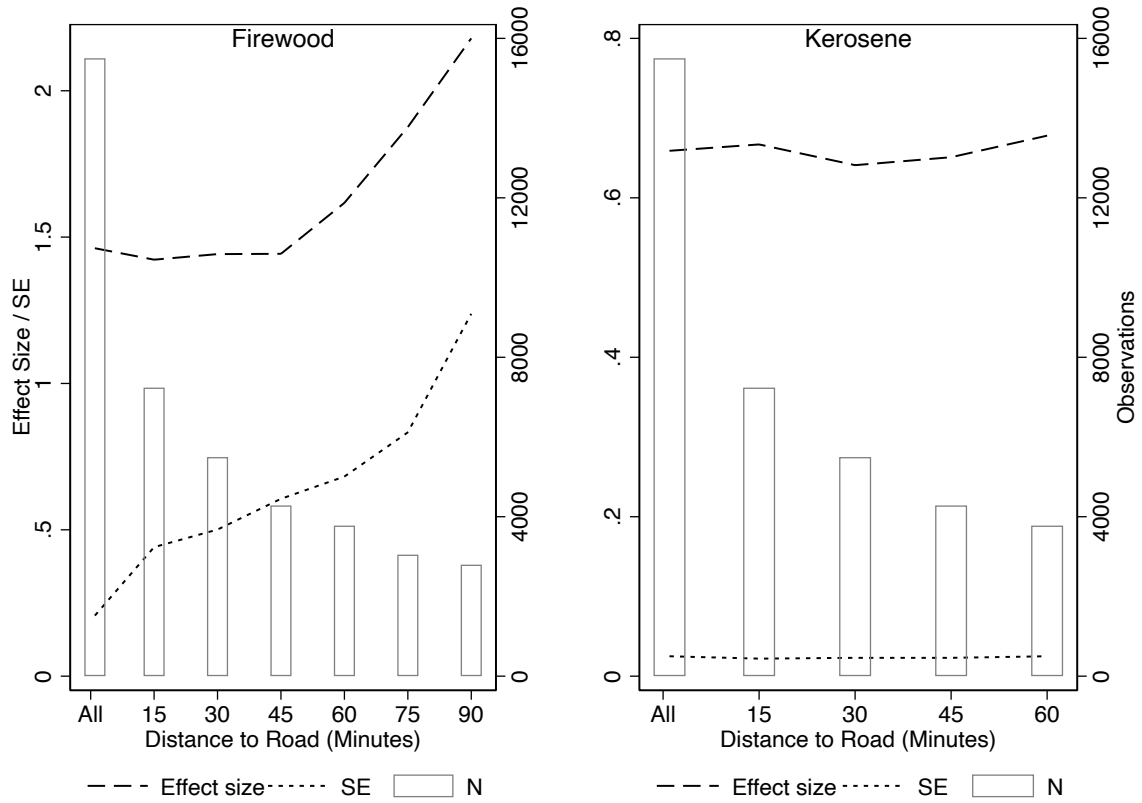 Firewood
Effect Size / SE
0
.5
1
1.5
2
0
4000
8000
12000
16000
All 15 30 45 60 75 90
Distance to Road (Minutes)
Effect size SE N
Kerosene
0
.2
.4
.6
.8
0
4000
8000
12000
16000
Observations
All 15 30 45 60
Distance to Road (Minutes)
Effect size SE N